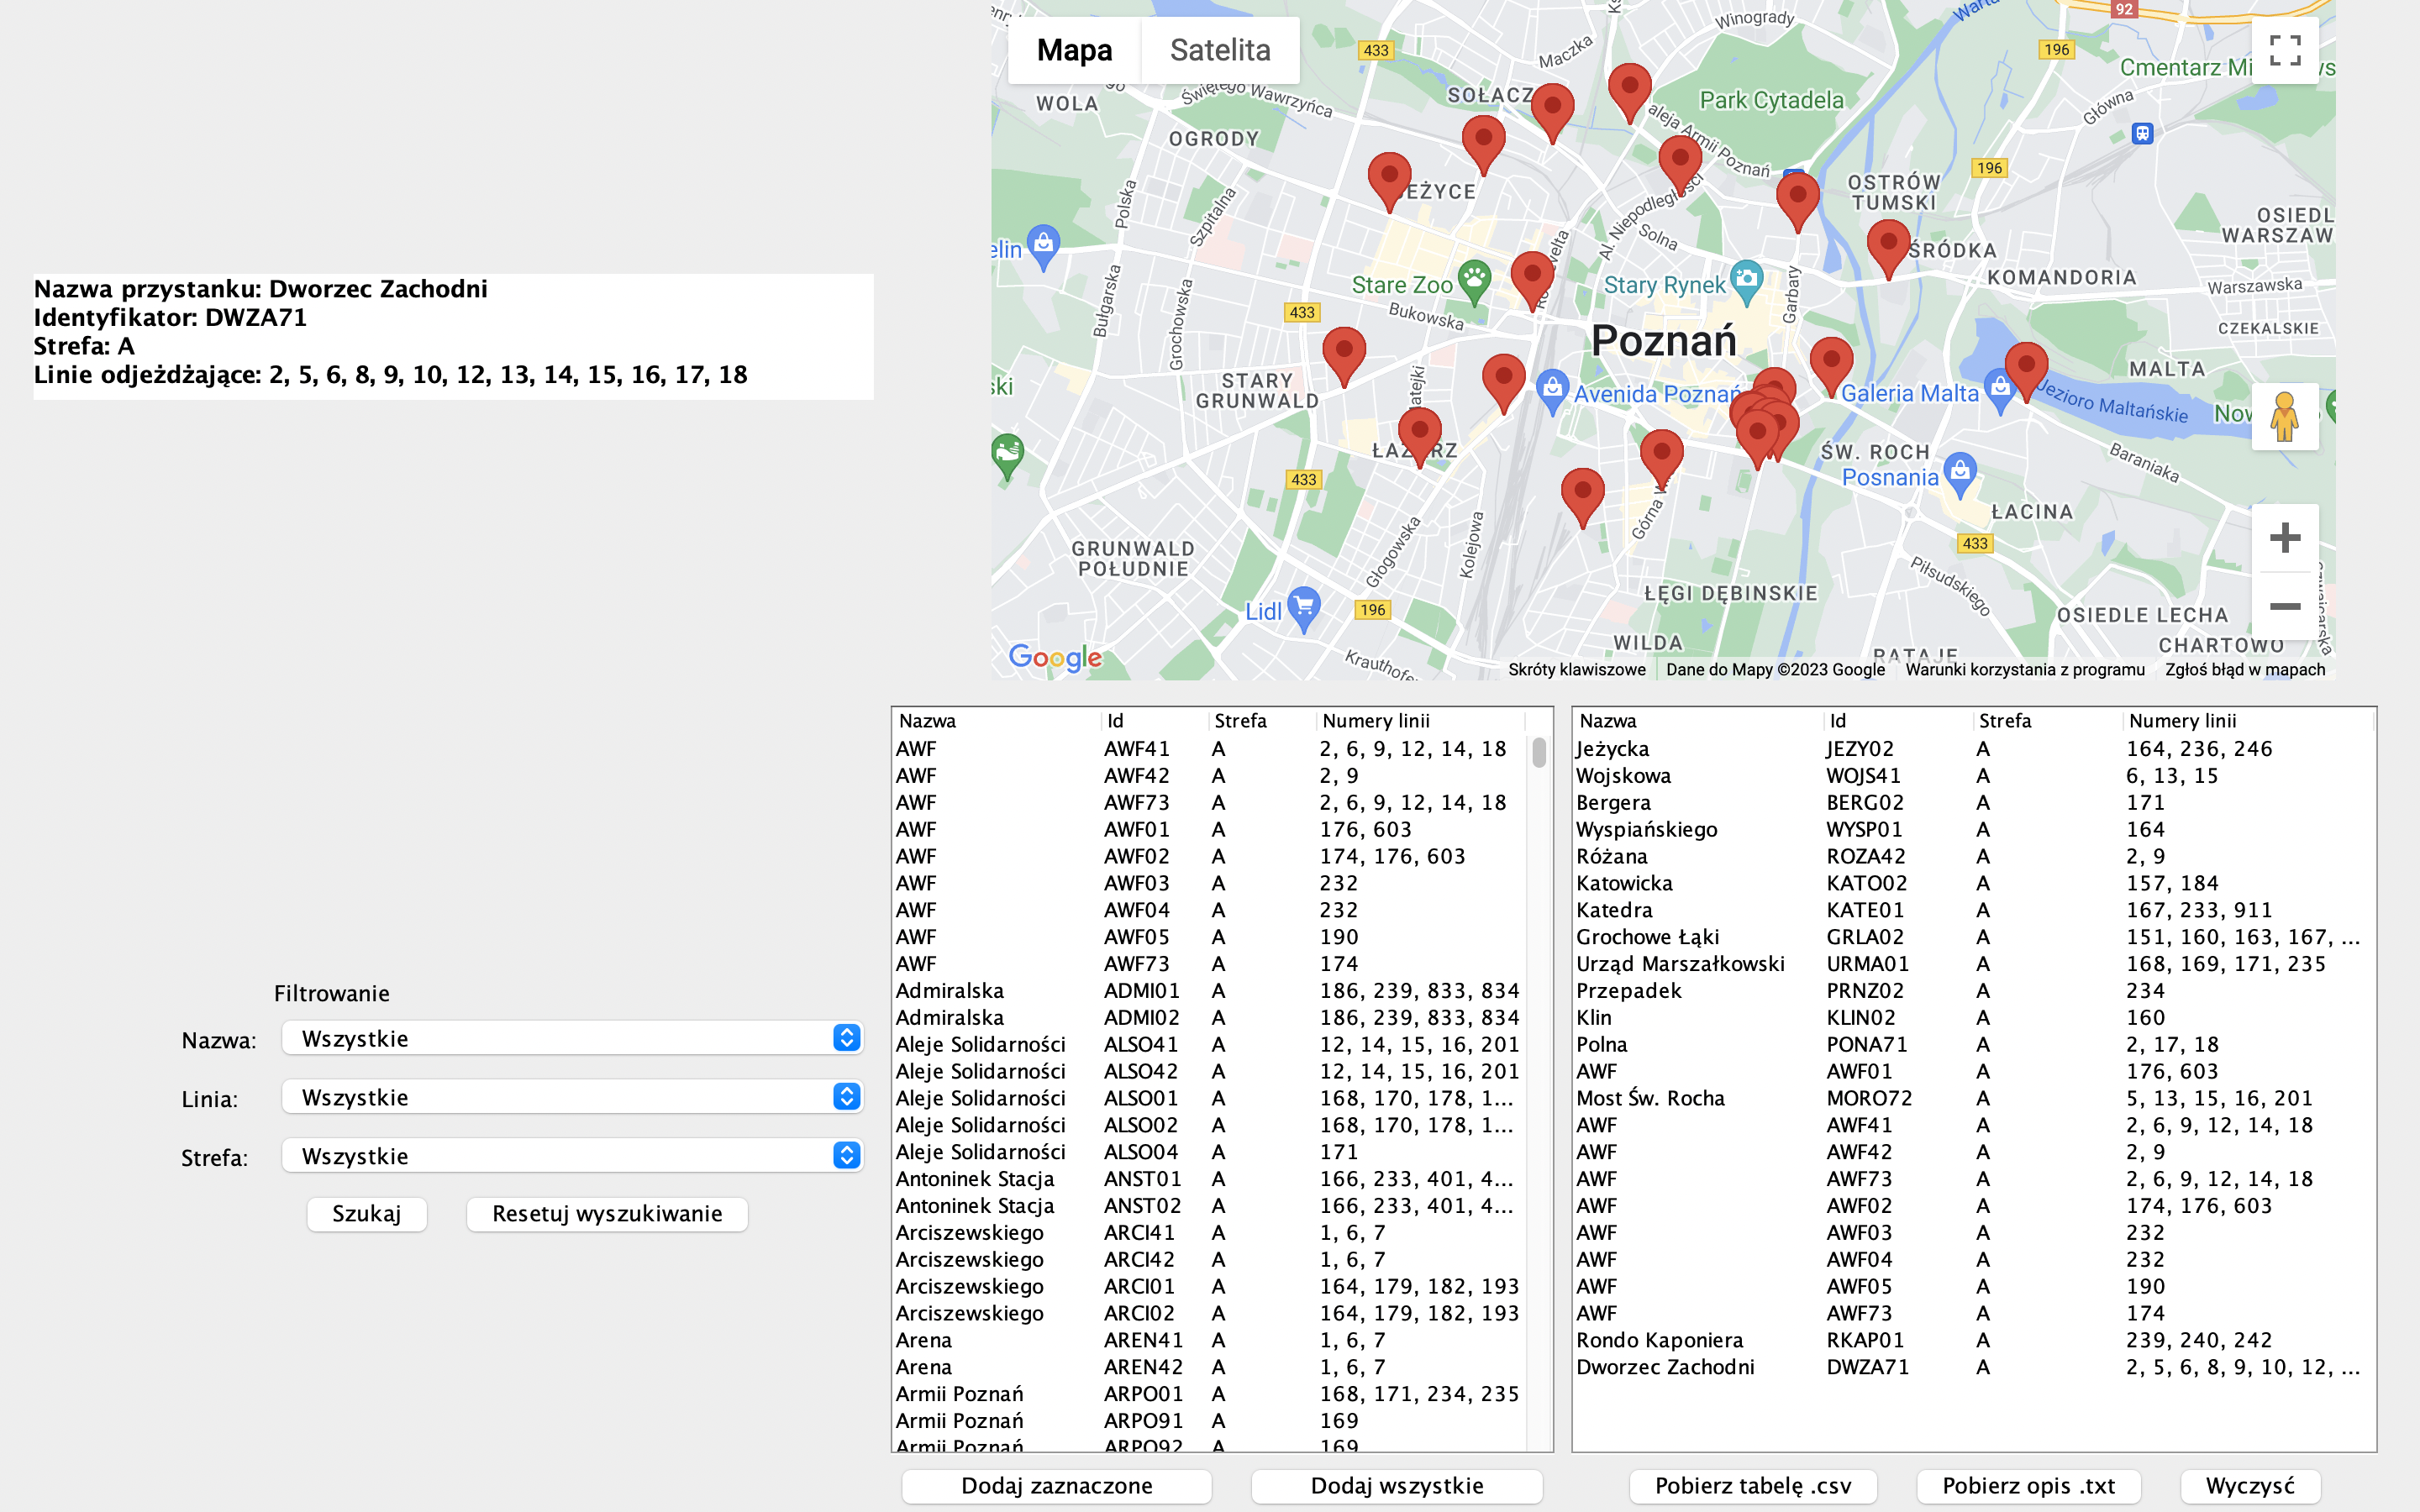 Mapa
Satelita
WOLA
OGRODY
Świętego Wawrzyńca
433
SOŁACZ
Maczka
Winogrady
Park Cytadela
aleja Armii Poznań
92
Warta
196
Cmentarz Mi
Główna
196
OSTRÓW
TUMSKI
Polska
Szpitalna
Al. Niepodległości
Solna
ŚRÓDKA
KOMANDORIA
Warszawska
Bułgarska
Grochowska
Stare Zoo
Bukowska
Stary Rynek
Garbary
433
Poznań
CZEKALSKIE
MALTA
STARY
GRUNWALD
Avenida Poznań
Galeria Malta
Jezioro Maltańskie
ŚW. ROCH
Posnania
Baraniaka
ŁACINA
433
433
GRUNWALD
POŁUDNIE
Głogowska
Kolejowa
Piłsudskiego
ŁĘGI DĘBINSKIE
Lidl
196
OSIEDLE LECHA
WILDA
CHARTOWO
RATAJE
Google
Skróty klawiszowe
Dane do Mapy ©2023 Google
Warunki korzystania z programu
Zgłoś błąd w mapach
Nazwa przystanku: Dworzec Zachodni
Identyfikator: DWZA71
Strefa: A
Linie odjeżdżające: 2, 5, 6, 8, 9, 10, 12, 13, 14, 15, 16, 17, 18
Filtrowanie
Nazwa: Wszystkie
Linia: Wszystkie
Strefa: Wszystkie
Szukaj Resetuj wyszukiwanie
Nazwa Id Strefa Numery linii
AWF AWF41 A 2, 6, 9, 12, 14, 18
AWF AWF42 A 2, 9
AWF AWF73 A 2, 6, 9, 12, 14, 18
AWF AWF01 A 176, 603
AWF AWF02 A 174, 176, 603
AWF AWF03 A 232
AWF AWF04 A 232
AWF AWF05 A 190
AWF AWF73 A 174
Admiralska ADMI01 A 186, 239, 833, 834
Admiralska ADMI02 A 186, 239, 833, 834
Aleje Solidarności ALSO41 A 12, 14, 15, 16, 201
Aleje Solidarności ALSO42 A 12, 14, 15, 16, 201
Aleje Solidarności ALSO01 A 168, 170, 178, 1...
Aleje Solidarności ALSO02 A 168, 170, 178, 1...
Aleje Solidarności ALSO04 A 171
Antoninek Stacja ANST01 A 166, 233, 401, 4...
Antoninek Stacja ANST02 A 166, 233, 401, 4...
Arciszewskiego ARCI41 A 1, 6, 7
Arciszewskiego ARCI42 A 1, 6, 7
Arciszewskiego ARCI01 A 164, 179, 182, 193
Arciszewskiego ARCI02 A 164, 179, 182, 193
Arena AREN41 A 1, 6, 7
Arena AREN42 A 1, 6, 7
Armii Poznań ARPO01 A 168, 171, 234, 235
Armii Poznań ARPO91 A 169
Armii Poznań ARPO92 A 169
Dodaj zaznaczone Dodaj wszystkie
Nazwa Id Strefa Numery linii
Jeżycka JEZY02 A 164, 236, 246
Wojskowa WOJS41 A 6, 13, 15
Bergera BERG02 A 171
Wyspiańskiego WYSP01 A 164
Różana ROZA42 A 2, 9
Katowicka KATO02 A 157, 184
Katedra KATE01 A 167, 233, 911
Grochowe Łąki GRLA02 A 151, 160, 163, 167, ...
Urząd Marszałkowski URMA01 A 168, 169, 171, 235
Przepadek PRNZ02 A 234
Klin KLIN02 A 160
Polna PONA71 A 2, 17, 18
AWF AWF01 A 176, 603
Most Św. Rocha MORO72 A 5, 13, 15, 16, 201
AWF AWF41 A 2, 6, 9, 12, 14, 18
AWF AWF42 A 2, 9
AWF AWF73 A 2, 6, 9, 12, 14, 18
AWF AWF02 A 174, 176, 603
AWF AWF03 A 232
AWF AWF04 A 232
AWF AWF05 A 190
AWF AWF73 A 174
Rondo Kaponiera RKAP01 A 239, 240, 242
Dworzec Zachodni DWZA71 A 2, 5, 6, 8, 9, 10, 12, ...
Pobierz tabelę .csv Pobierz opis .txt Wyczysć